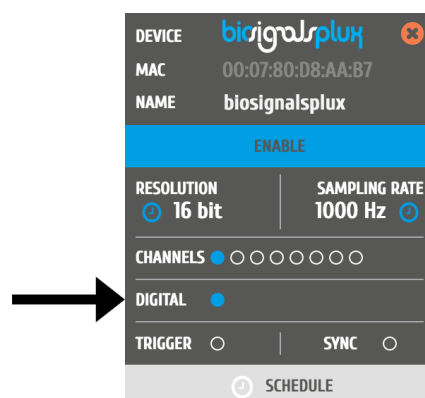 DEVICE biosignalsplux
MAC 00:07:80:D8:AA:B7
NAME biosignalsplux
ENABLE
RESOLUTION SAMPLING RATE
16 bit 1000 Hz
CHANNELS
DIGITAL
TRIGGER SYNC
SCHEDULE